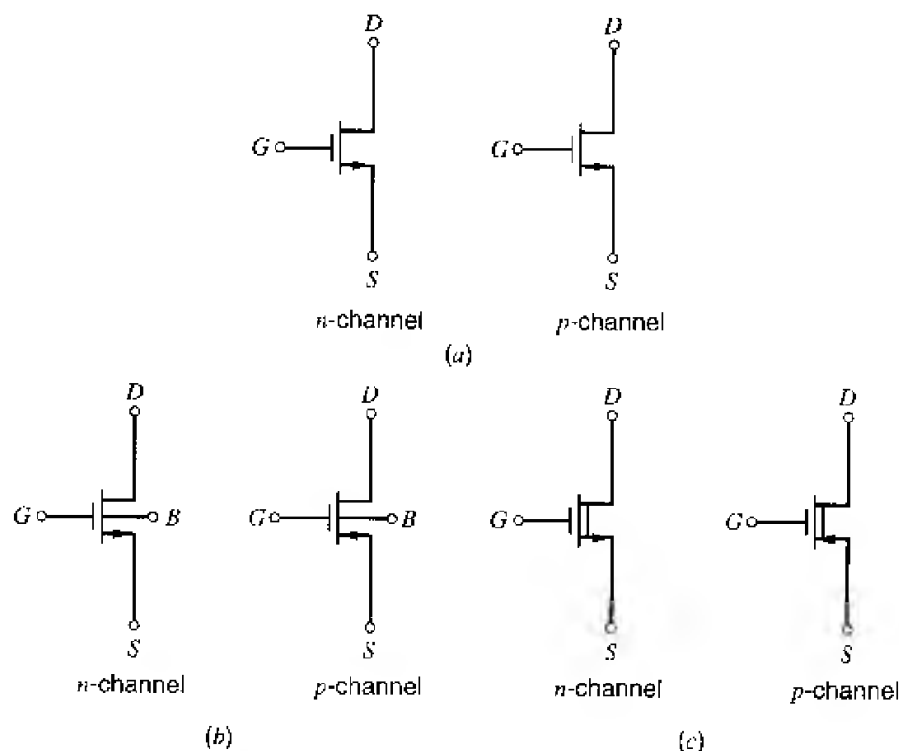 D D
G G
S S
n-channel p-channel
(a)
D D D D
G B G B G G
S S S S
n-channel p-channel n-channel p-channel
(b) (c)